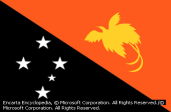 Encarta Encyclopedia, © Microsoft Corporation. All Rights Reserved.
© Microsoft Corporation. All Rights Reserved.